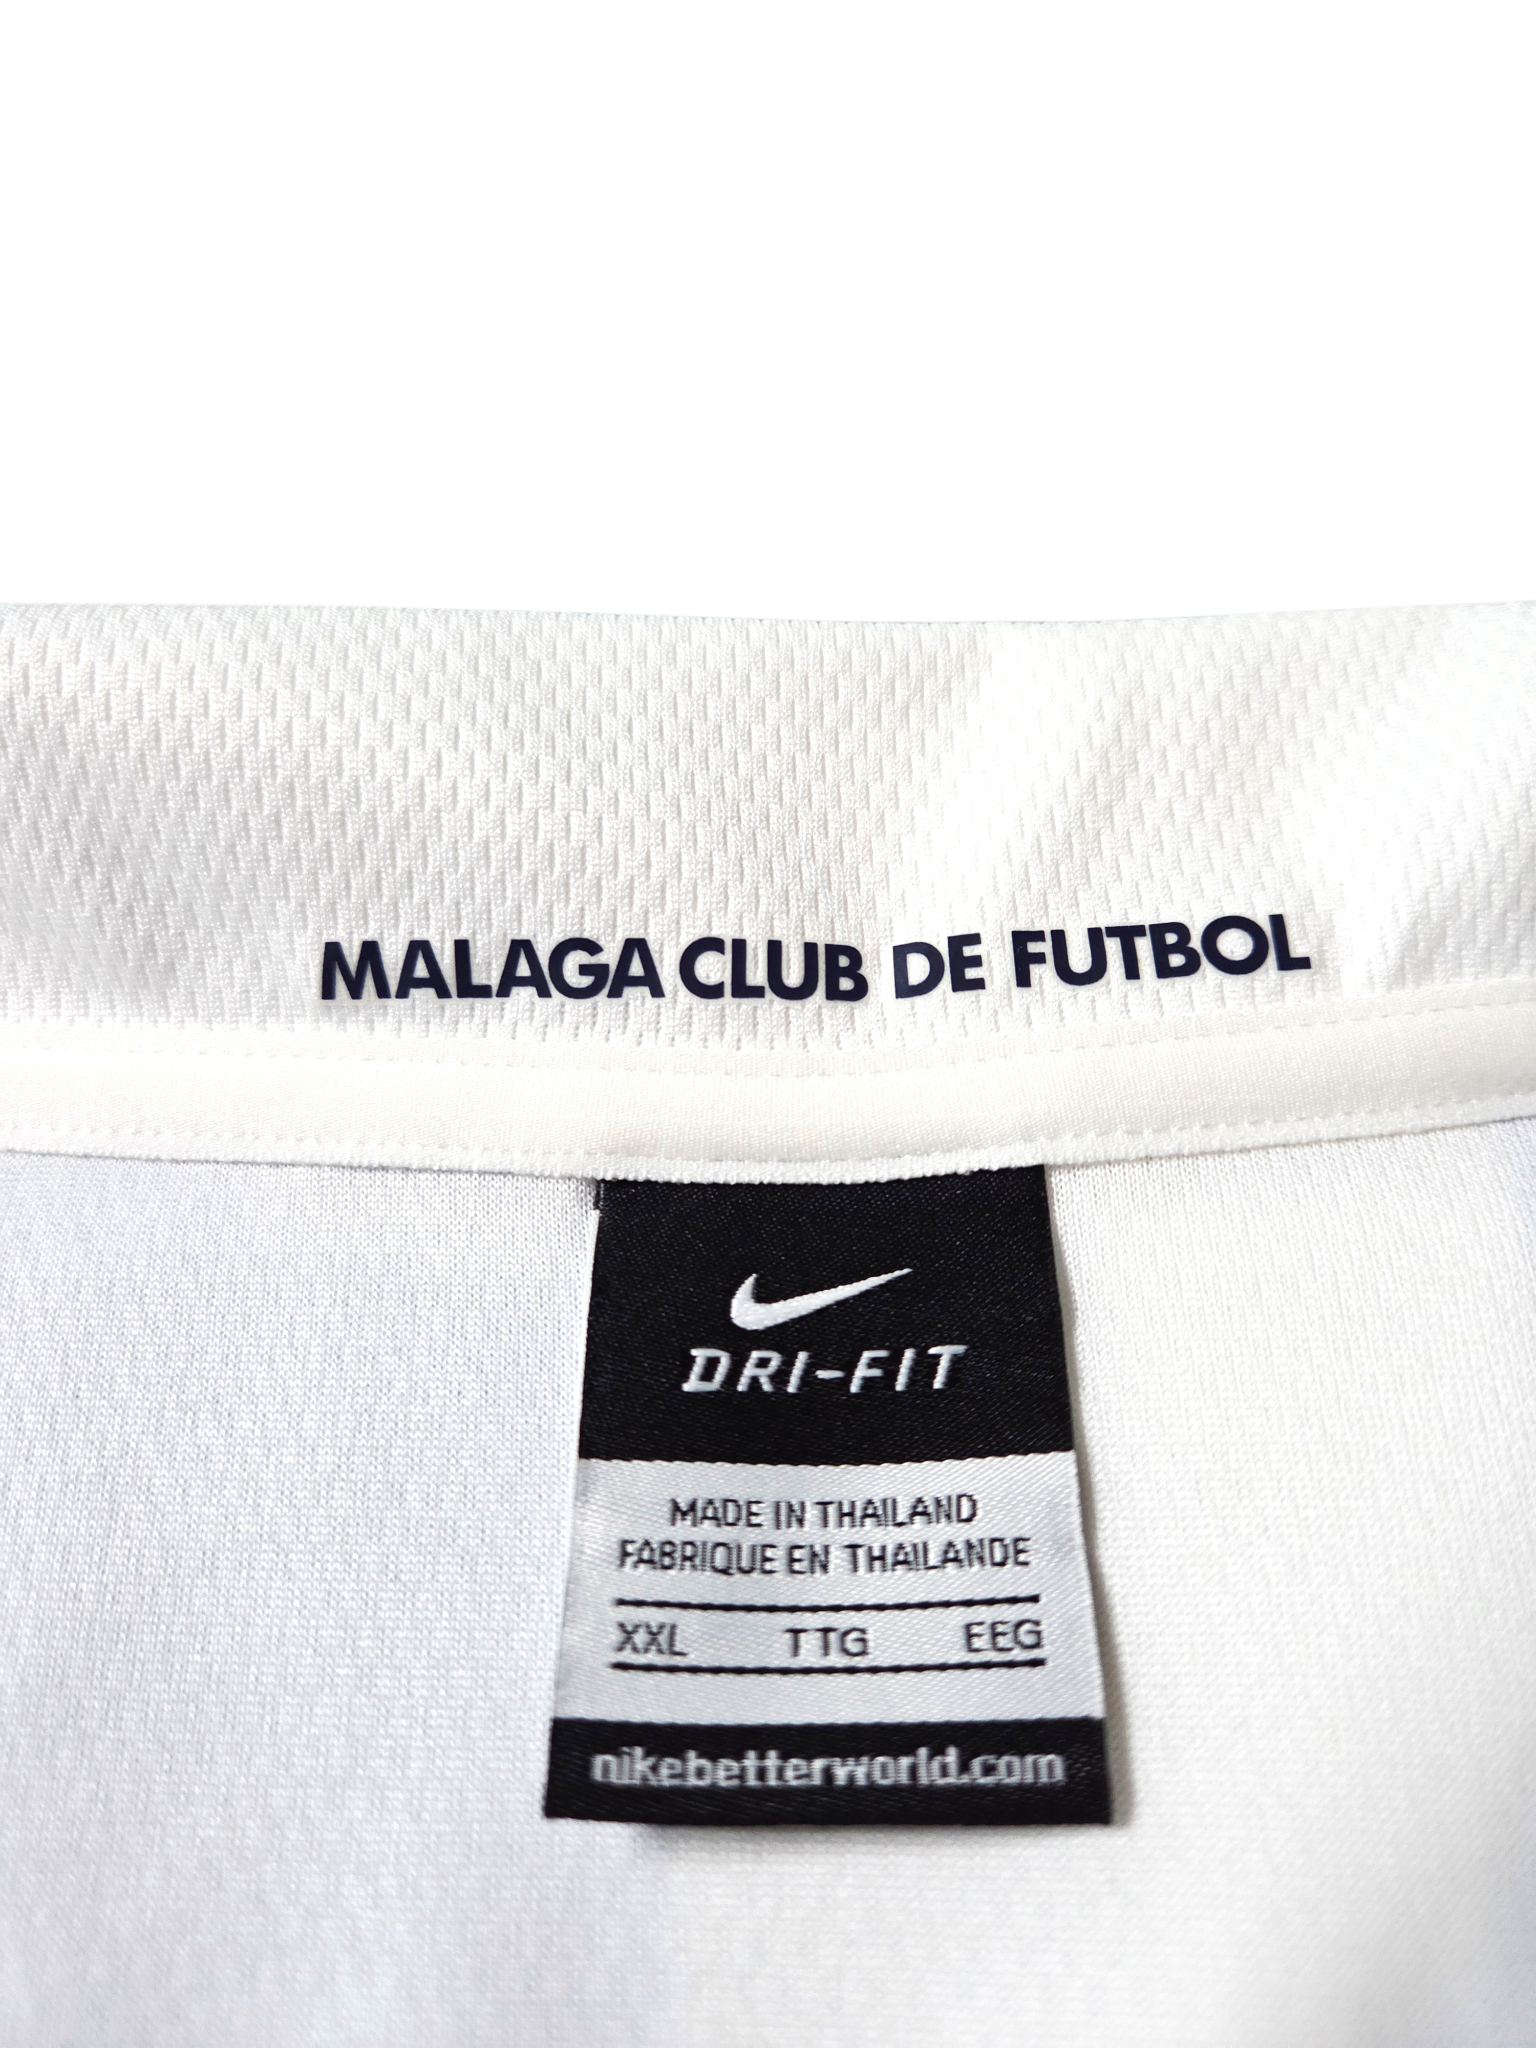 MALAGA CLUB DE FUTBOL
DRI-FIT
MADE IN THAILAND
FABRIQUE EN THAILANDE
XXL TTG EEG
nikebetterworld.com